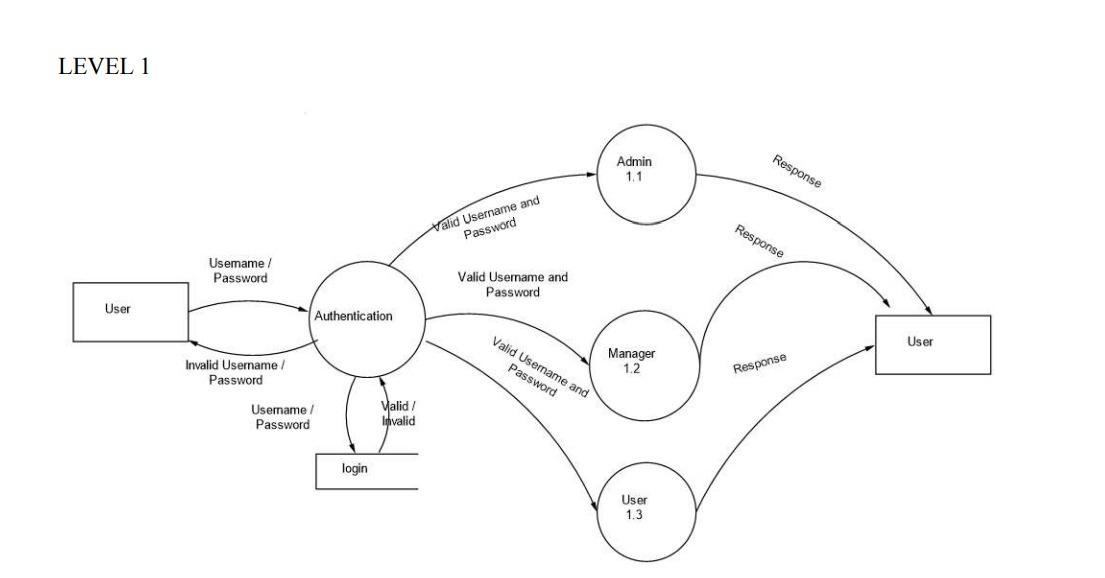 LEVEL 1
Admin
1.1
Response
Valid Username and
Password
Response
Username /
Password
Valid Username and
Password
User
Authentication
User
Manager
1.2
Valid Username and
Password
Response
Invalid Username /
Password
Username /
Password
Valid /
Invalid
login
User
1.3